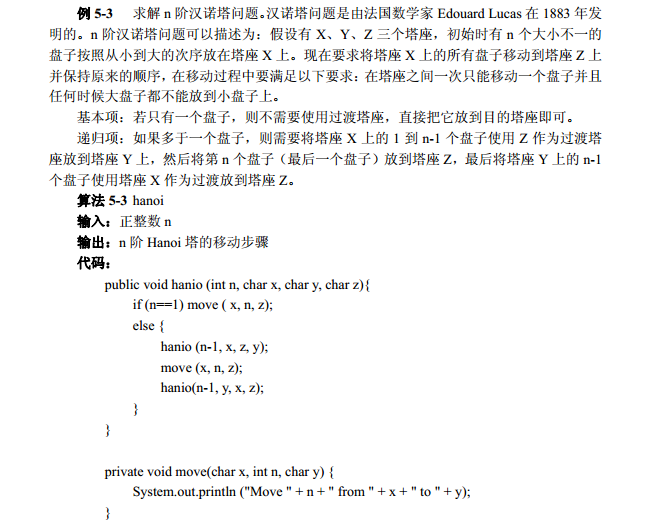 例 5-3 求解 n 阶汉诺塔问题。汉诺塔问题是由法国数学家 Edouard Lucas 在 1883 年发
明的。n 阶汉诺塔问题可以描述为：假设有 X、Y、Z 三个塔座，初始时有 n 个大小不一的
盘子按照从小到大的次序放在塔座 X 上。现在要求将塔座 X 上的所有盘子移动到塔座 Z 上
并保持原来的顺序，在移动过程中要满足以下要求：在塔座之间一次只能移动一个盘子并且
任何时候大盘子都不能放到小盘子上。
基本项：若只有一个盘子，则不需要使用过渡塔座，直接把它放到目的塔座即可。
递归项：如果多于一个盘子，则需要将塔座 X 上的 1 到 n-1 个盘子使用 Z 作为过渡塔
座放到塔座 Y 上，然后将第 n 个盘子（最后一个盘子）放到塔座 Z，最后将塔座 Y 上的 n-1
个盘子使用塔座 X 作为过渡放到塔座 Z。
算法 5-3 hanoi
输入：正整数 n
输出：n 阶 Hanoi 塔的移动步骤
代码：
public void hanio (int n, char x, char y, char z){
if (n==1) move ( x, n, z);
else {
hanio (n-1, x, z, y);
move (x, n, z);
hanio(n-1, y, x, z);
}
}
private void move(char x, int n, char y) {
System.out.println ("Move " + n + " from " + x + " to " + y);
}